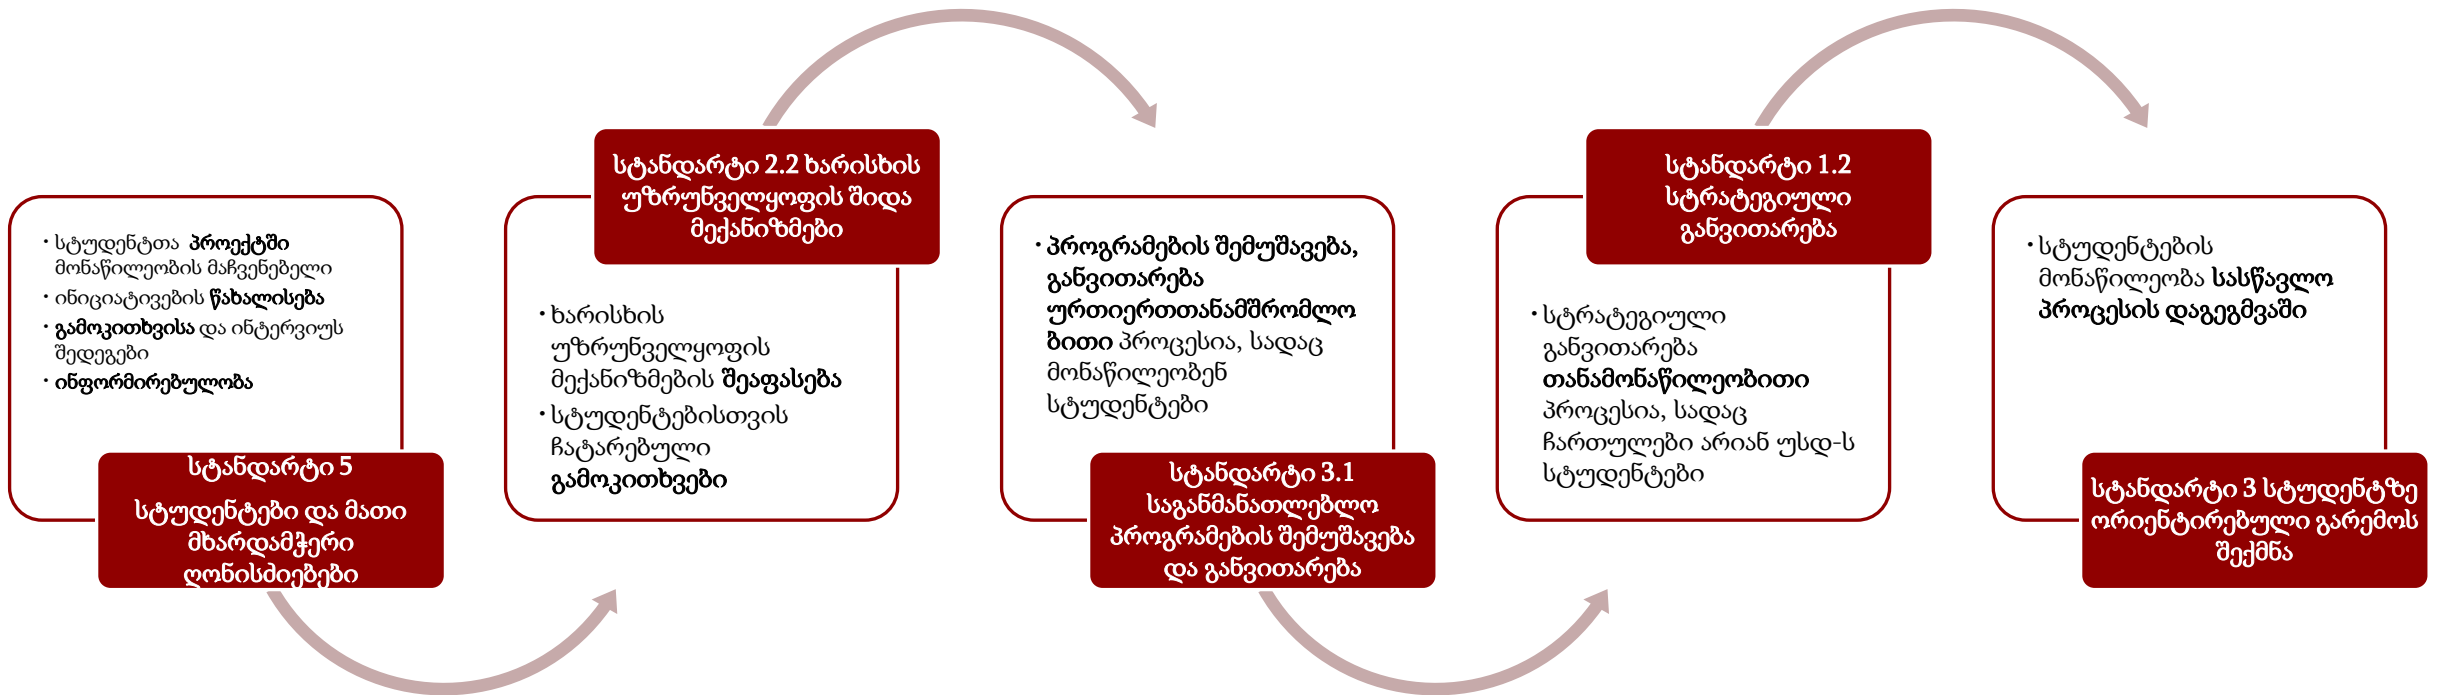 · სტუდენტთა პროექტში
მონაწილეობის მაჩვენებელი
· ინიციატივების წახალისება
· გამოკითხვისა და ინტერვიუს
შედეგები
· ინფორმირებულობა
სტანდარტი 5
სტუდენტები და მათი
მხარდამჭერი
ღონისძიებები
სტანდარტი 2.2 ხარისხის
უზრუნველყოფის შიდა
მექანიზმები
· ხარისხის
უზრუნველყოფის
მექანიზმების შეაფასება
· სტუდენტებისთვის
ჩატარებული
გამოკითხვები
· პროგრამების შემუშავება,
განვითარება
ურთიერთთანამშრომლო
ბითი პროცესია, სადაც
მონაწილეობენ
სტუდენტები
სტანდარტი 3.1
საგანმანათლებლო
პროგრამების შემუშავება
და განვითარება
სტანდარტი 1.2
სტრატეგიული
განვითარება
· სტრატეგიული
განვითარება
თანამონაწილეობითი
პროცესია, სადაც
ჩართულები არიან უსდ-ს
სტუდენტები
· სტუდენტების
მონაწილეობა სასწავლო
პროცესის დაგეგმვაში
სტანდარტი 3 სტუდენტზე
ორიენტირებული გარემოს
შექმნა